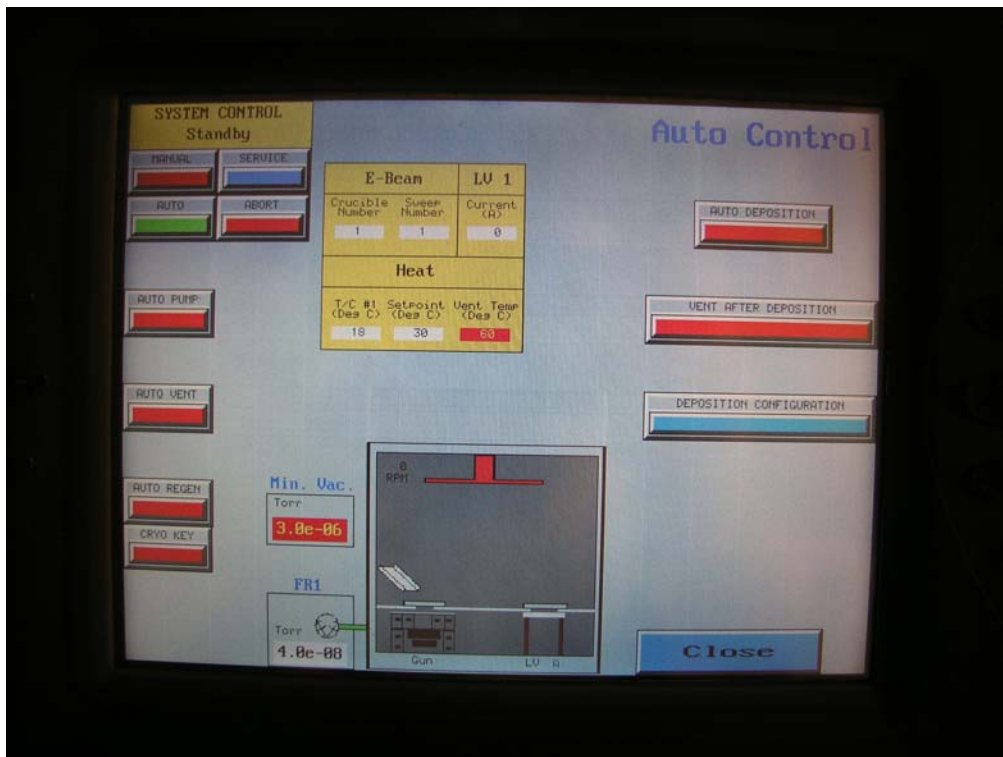 SYSTEM CONTROL
Standby
MANUAL
SERVICE
AUTO
ABORT
Auto Control
E-Beam
LV 1
Crucible Number
Sweep Number
Current (A)
1
1
0
Heat
T/C #1 (Deg C)
Setpoint (Deg C)
Vent Temp (Deg C)
18
30
60
AUTO DEPOSITION
AUTO PUMP
VENT AFTER DEPOSITION
AUTO VENT
DEPOSITION CONFIGURATION
AUTO REGEN
CRYO KEY
Min. Vac.
Torr
3.0e-06
0
RPM
FR1
Torr
4.0e-08
Gun
LV A
Close